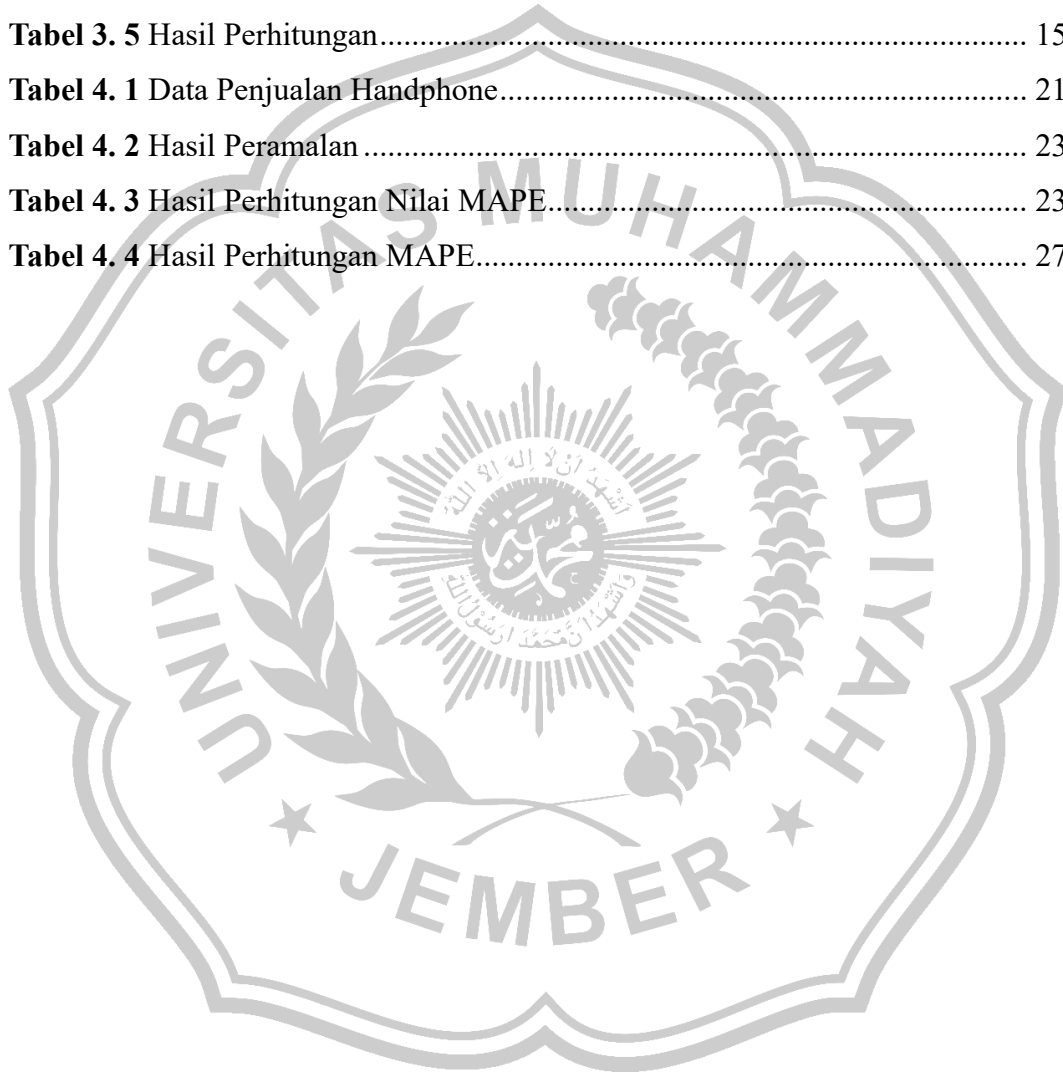 Tabel 3. 5 Hasil Perhitungan........................................................................................................ 15
Tabel 4. 1 Data Penjualan Handphone..................................................................................... 21
Tabel 4. 2 Hasil Peramalan.......................................................................................................... 23
Tabel 4. 3 Hasil Perhitungan Nilai MAPE............................................................................. 23
Tabel 4. 4 Hasil Perhitungan MAPE........................................................................................ 27
UNIVERSITAS MUHAMMADIYAH
JEMBER